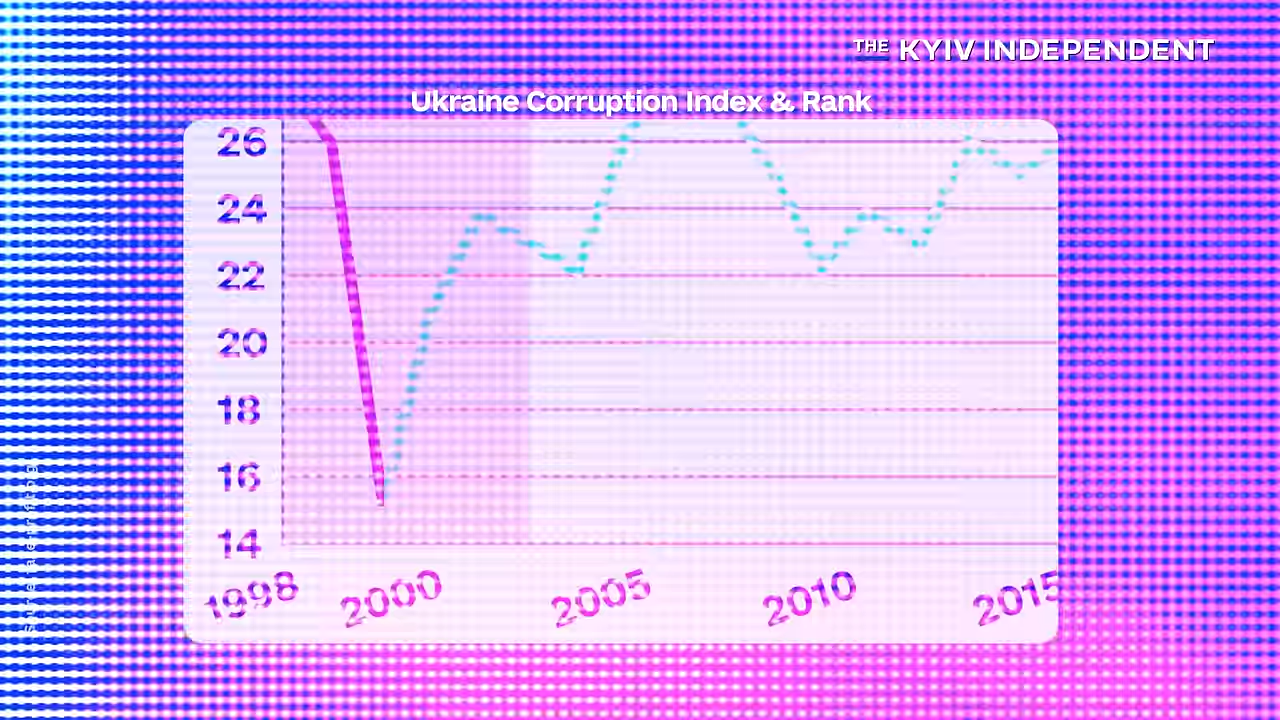 THE KYIV INDEPENDENT
Ukraine Corruption Index & Rank
26
24
22
20
18
16
14
1998 2000 2005 2010 2015